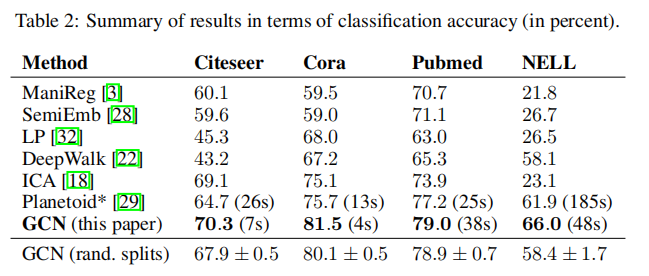 Table 2: Summary of results in terms of classification accuracy (in percent).
Method Citeseer Cora Pubmed NELL
ManiReg [3] 60.1 59.5 70.7 21.8
SemiEmb [28] 59.6 59.0 71.1 26.7
LP [32] 45.3 68.0 63.0 26.5
DeepWalk [22] 43.2 67.2 65.3 58.1
ICA [18] 69.1 75.1 73.9 23.1
Planetoid* [29] 64.7 (26s) 75.7 (13s) 77.2 (25s) 61.9 (185s)
GCN (this paper) 70.3 (7s) 81.5 (4s) 79.0 (38s) 66.0 (48s)
GCN (rand. splits) 67.9 ± 0.5 80.1 ± 0.5 78.9 ± 0.7 58.4 ± 1.7